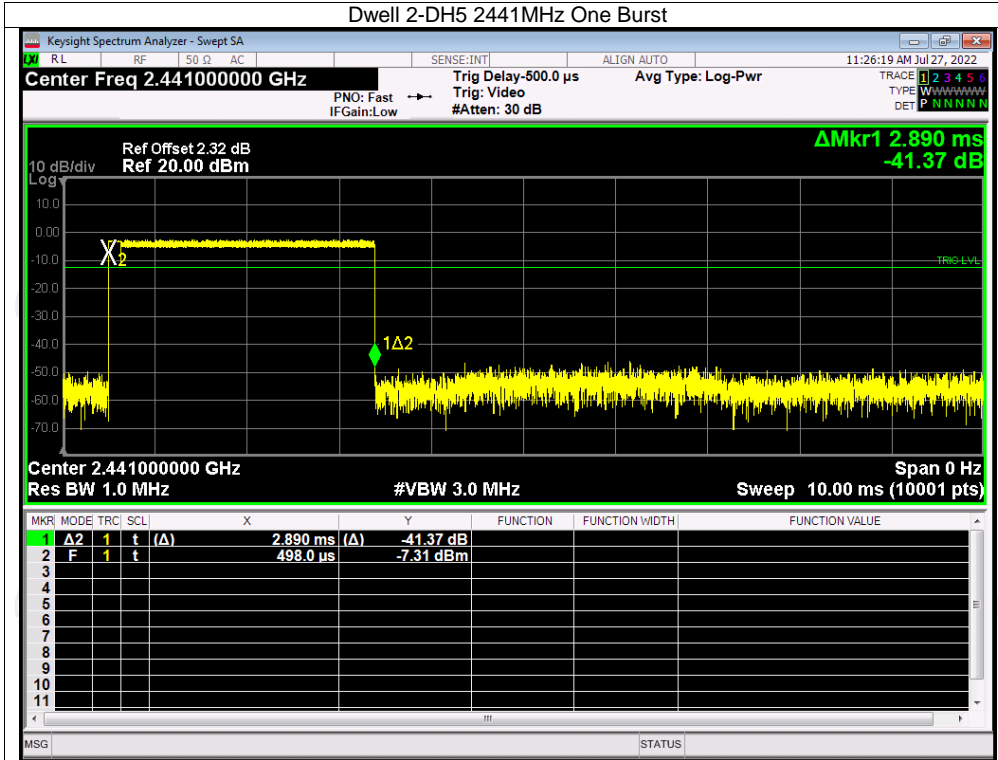 Dwell 2-DH5 2441MHz One Burst
Keysight Spectrum Analyzer - Swept SA
LXI RL RF 50 Ω AC SENSE:INT ALIGN AUTO 11:26:19 AM Jul 27, 2022
Center Freq 2.441000000 GHz
PNO: Fast
IFGain:Low
Trig Delay-500.0 µs
Trig: Video
#Atten: 30 dB
Avg Type: Log-Pwr
TRACE 1 2 3 4 5 6
TYPE WWWWWWW
DET P N N N N N
ΔMkr1 2.890 ms
-41.37 dB
Ref Offset 2.32 dB
10 dB/div Ref 20.00 dBm
Log
10.0
0.00
-10.0
-20.0
-30.0
-40.0
-50.0
-60.0
-70.0
X2
TRIG LVL
1Δ2
Center 2.441000000 GHz Span 0 Hz
Res BW 1.0 MHz #VBW 3.0 MHz Sweep 10.00 ms (10001 pts)
MKR MODE TRC SCL X Y FUNCTION FUNCTION WIDTH FUNCTION VALUE
1 Δ2 1 t (Δ) 2.890 ms (Δ) -41.37 dB
2 F 1 t 498.0 µs -7.31 dBm
3
4
5
6
7
8
9
10
11
MSG STATUS